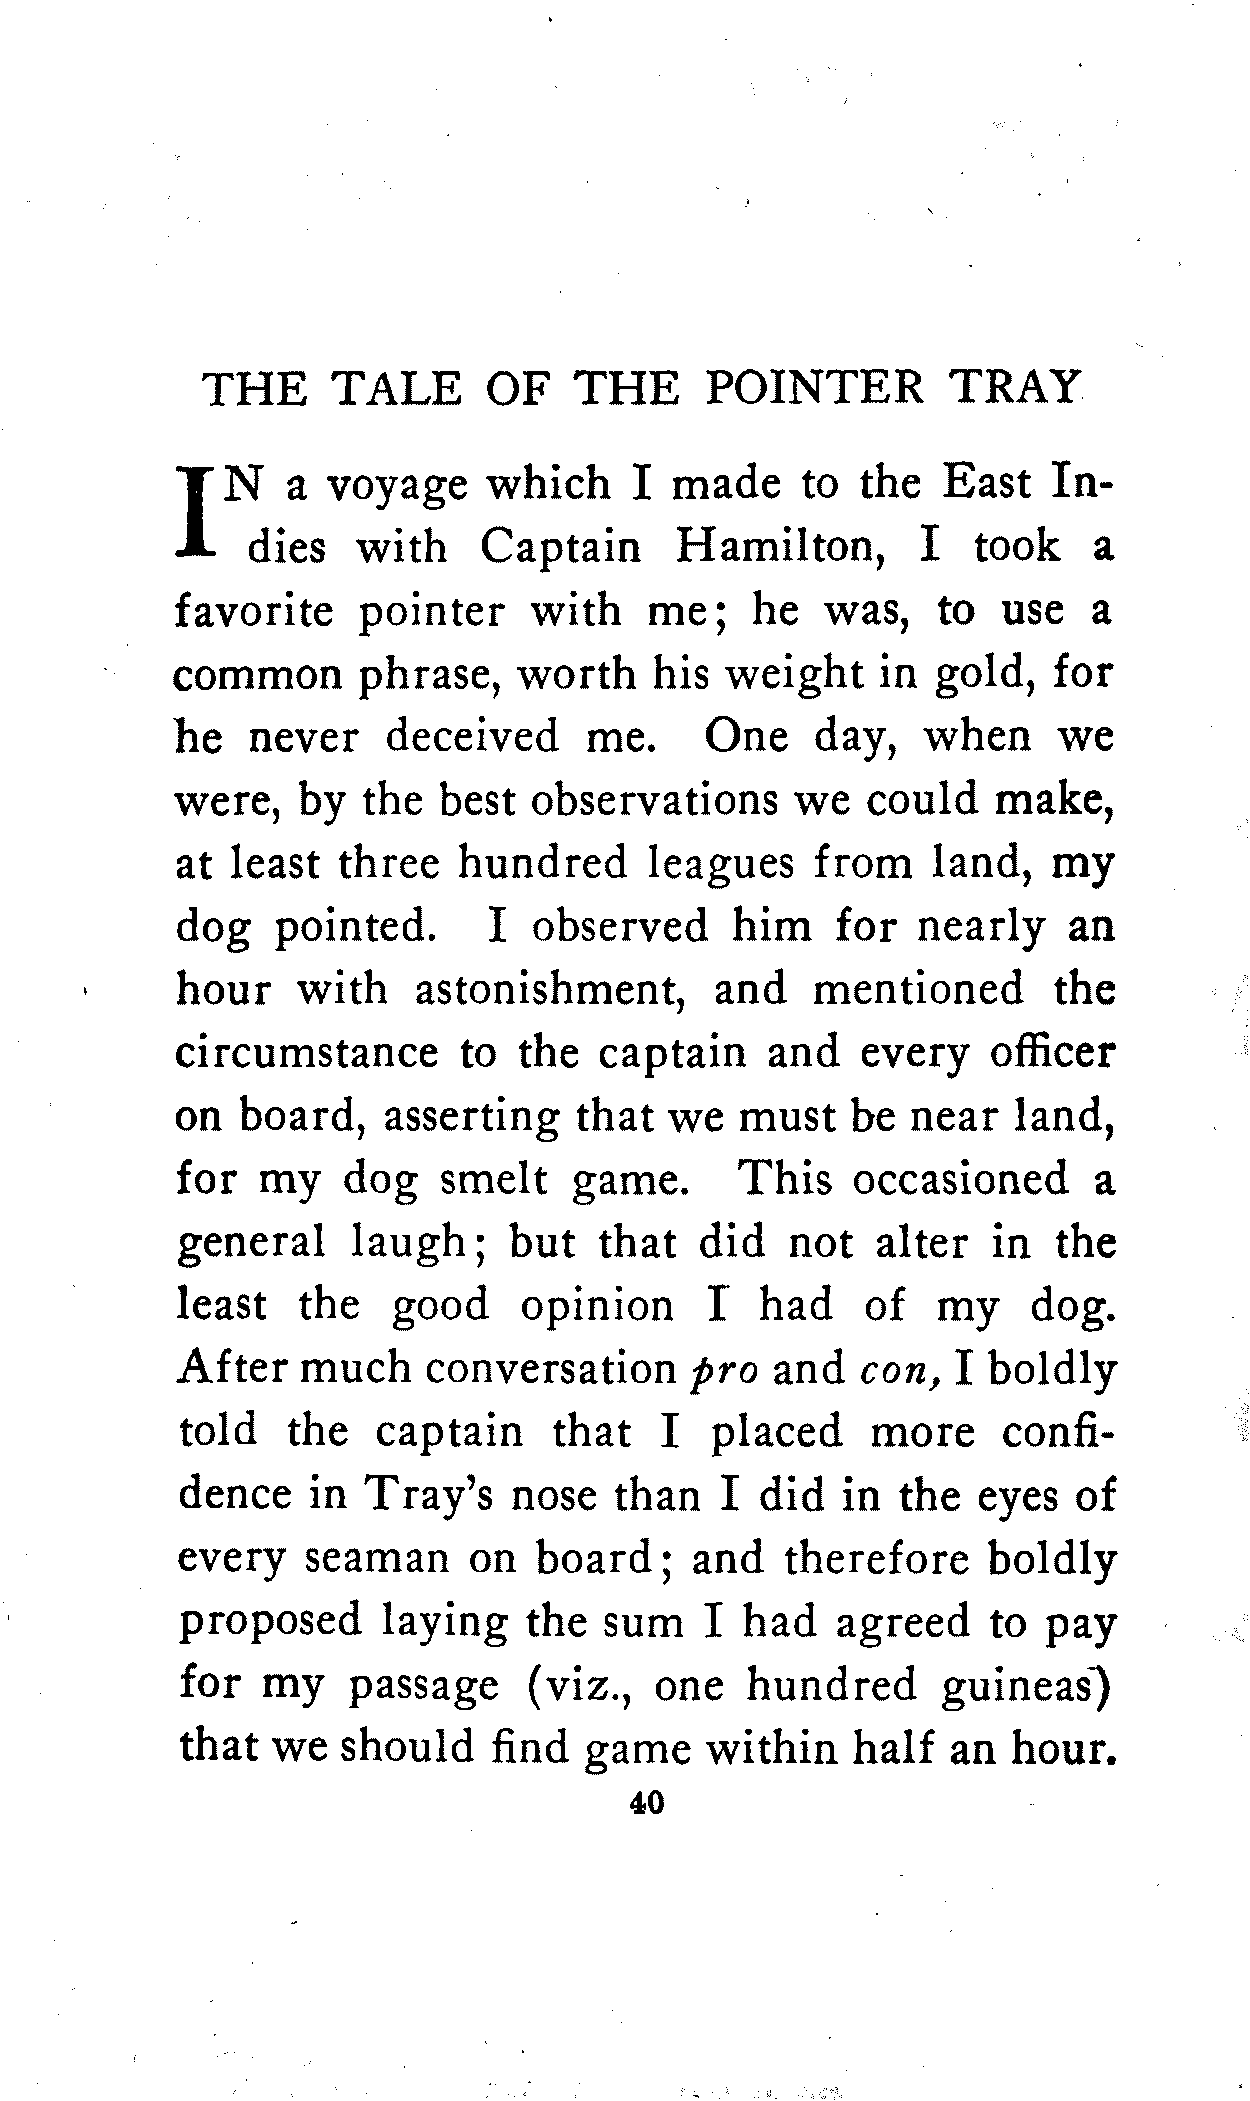 THE TALE OF THE POINTER TRAY
IN a voyage which I made to the East In-
dies with Captain Hamilton, I took a
favorite pointer with me; he was, to use a
common phrase, worth his weight in gold, for
he never deceived me. One day, when we
were, by the best observations we could make,
at least three hundred leagues from land, my
dog pointed. I observed him for nearly an
hour with astonishment, and mentioned the
circumstance to the captain and every officer
on board, asserting that we must be near land,
for my dog smelt game. This occasioned a
general laugh; but that did not alter in the
least the good opinion I had of my dog.
After much conversation pro and con, I boldly
told the captain that I placed more confi-
dence in Tray's nose than I did in the eyes of
every seaman on board; and therefore boldly
proposed laying the sum I had agreed to pay
for my passage (viz., one hundred guineas)
that we should find game within half an hour.
40